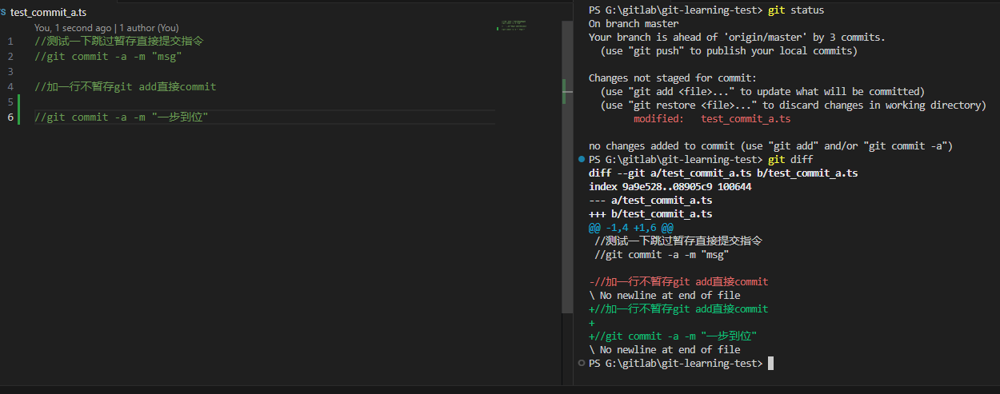 TS test_commit_a.ts
You, 1 second ago | 1 author (You)
1 //测试一下跳过暂存直接提交指令
2 //git commit -a -m "msg"
3
4 //加一行不暂存git add直接commit
5
6 //git commit -a -m "一步到位"
PS G:\gitlab\git-learning-test> git status
On branch master
Your branch is ahead of 'origin/master' by 3 commits.
  (use "git push" to publish your local commits)
Changes not staged for commit:
  (use "git add <file>..." to update what will be committed)
  (use "git restore <file>..." to discard changes in working directory)
        modified:   test_commit_a.ts
no changes added to commit (use "git add" and/or "git commit -a")
PS G:\gitlab\git-learning-test> git diff
diff --git a/test_commit_a.ts b/test_commit_a.ts
index 9a9e528..08905c9 100644
--- a/test_commit_a.ts
+++ b/test_commit_a.ts
@@ -1,4 +1,6 @@
 //测试一下跳过暂存直接提交指令
 //git commit -a -m "msg"
-//加一行不暂存git add直接commit
\ No newline at end of file
+//加一行不暂存git add直接commit
+
+//git commit -a -m "一步到位"
\ No newline at end of file
PS G:\gitlab\git-learning-test>